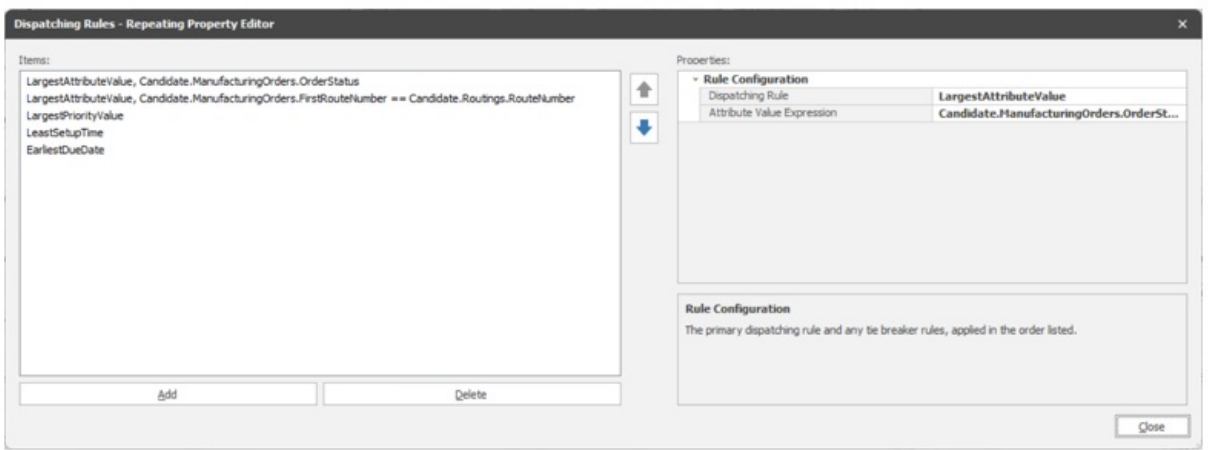 Dispatching Rules - Repeating Property Editor
Items:
LargestAttributeValue, Candidate.ManufacturingOrders.OrderStatus
LargestAttributeValue, Candidate.ManufacturingOrders.FirstRouteNumber == Candidate.Routings.RouteNumber
LargestPriorityValue
LeastSetupTime
EarliestDueDate
Add
Delete
Properties:
Rule Configuration
Dispatching Rule LargestAttributeValue
Attribute Value Expression Candidate.ManufacturingOrders.OrderSt...
Rule Configuration
The primary dispatching rule and any tie breaker rules, applied in the order listed.
Close